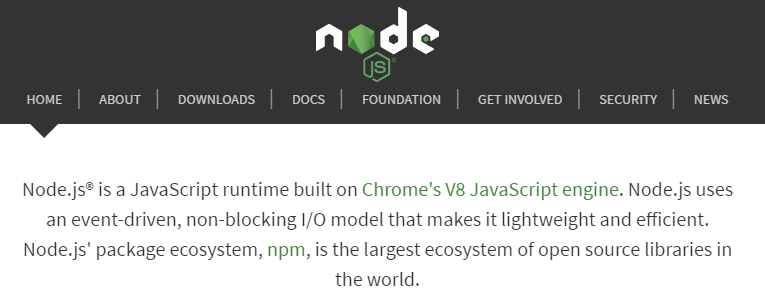 node
JS®
HOME | ABOUT | DOWNLOADS | DOCS | FOUNDATION | GET INVOLVED | SECURITY | NEWS
Node.js® is a JavaScript runtime built on Chrome's V8 JavaScript engine. Node.js uses
an event-driven, non-blocking I/O model that makes it lightweight and efficient.
Node.js' package ecosystem, npm, is the largest ecosystem of open source libraries in
the world.